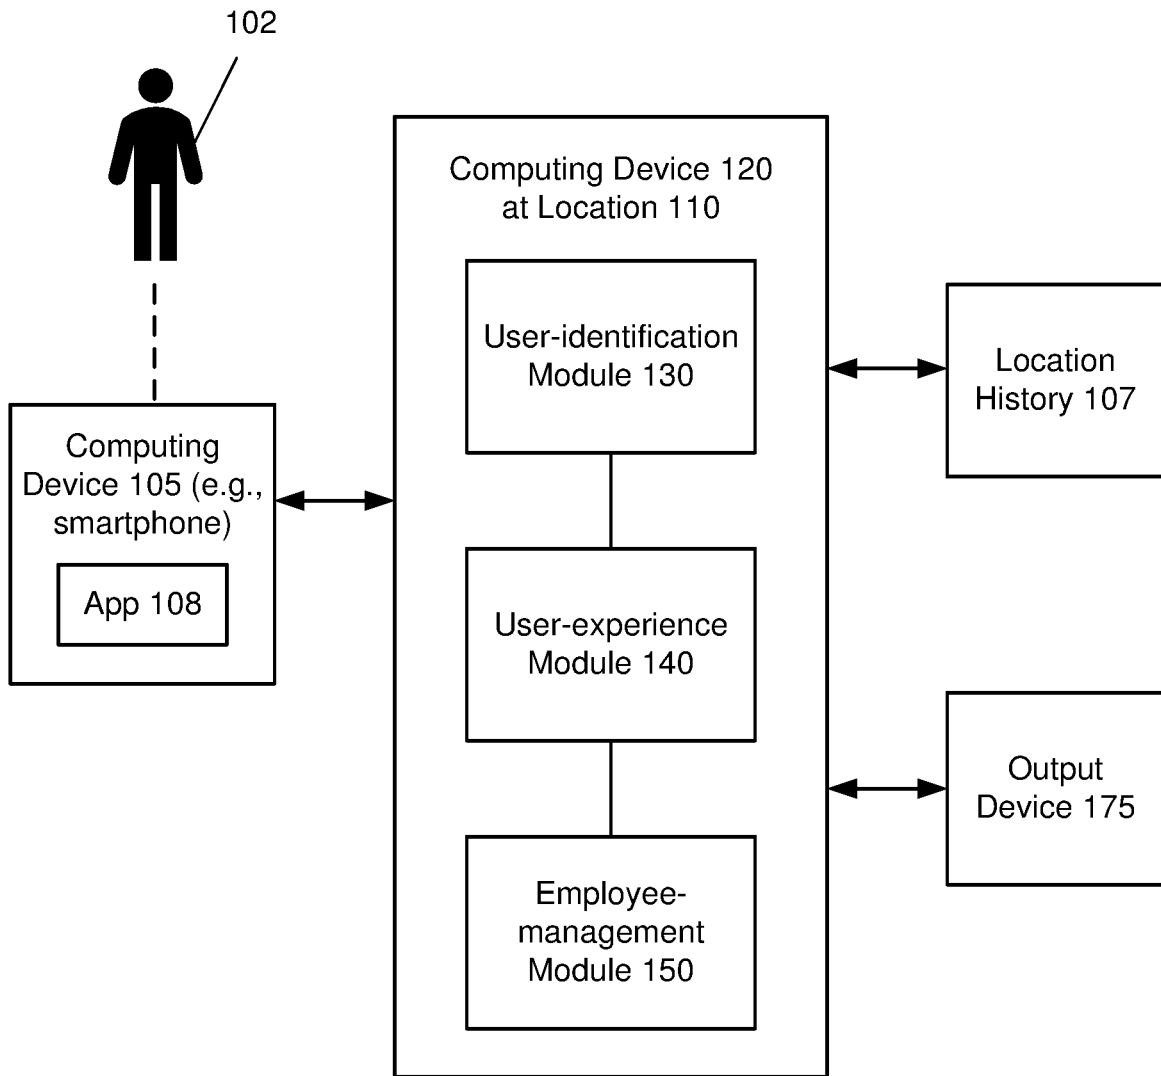 102
Computing Device 120
at Location 110
User-identification
Module 130
Location
History 107
Computing
Device 105 (e.g.,
smartphone)
App 108
User-experience
Module 140
Output
Device 175
Employee-
management
Module 150